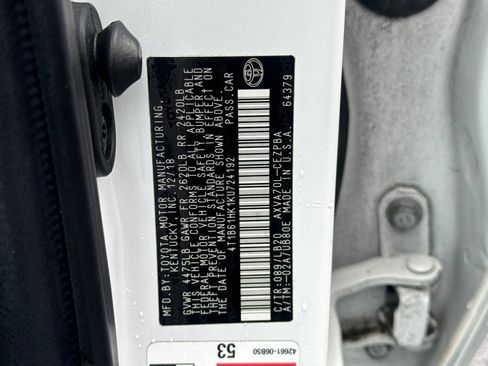 MFD.BY:TOYOTA MOTOR MANUFACTURING,
KENTUCKY, INC. 12/18
GVWR 4475LB GAWR FR 2620LB RR 2420LB
THIS VEHICLE CONFORMS TO ALL APPLICABLE
FEDERAL MOTOR VEHICLE SAFETY, BUMPER AND
THEFT PREVENTION STANDARDS IN EFFECT ON
THE DATE OF MANUFACTURE SHOWN ABOVE.
4T1B61HK1KU724192 PASS.CAR
C/TR:089/LB20 AXVA70L-CEZPBA
A/TM:-02A/UB80E MADE IN U.S.A. 64379
53
42661-06B50